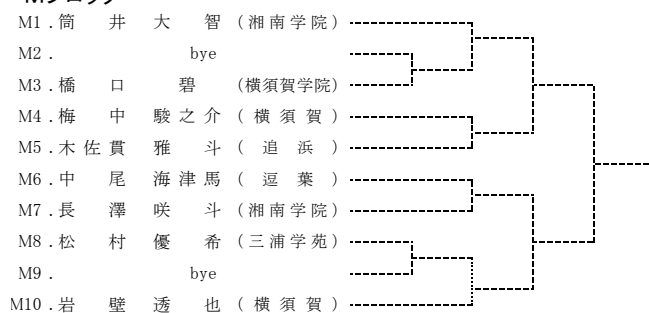 Mブロック
M1 . 筒 井 大 智 ( 湘 南 学 院 )
M2 . bye
M3 . 橋 口 碧 (横須賀学院)
M4 . 梅 中 駿 之 介 ( 横 須 賀 )
M5 . 木 佐 貫 雅 斗 ( 追 浜 )
M6 . 中 尾 海 津 馬 ( 逗 葉 )
M7 . 長 澤 咲 斗 ( 湘 南 学 院 )
M8 . 松 村 優 希 ( 三 浦 学 苑 )
M9 . bye
M10 . 岩 壁 透 也 ( 横 須 賀 )